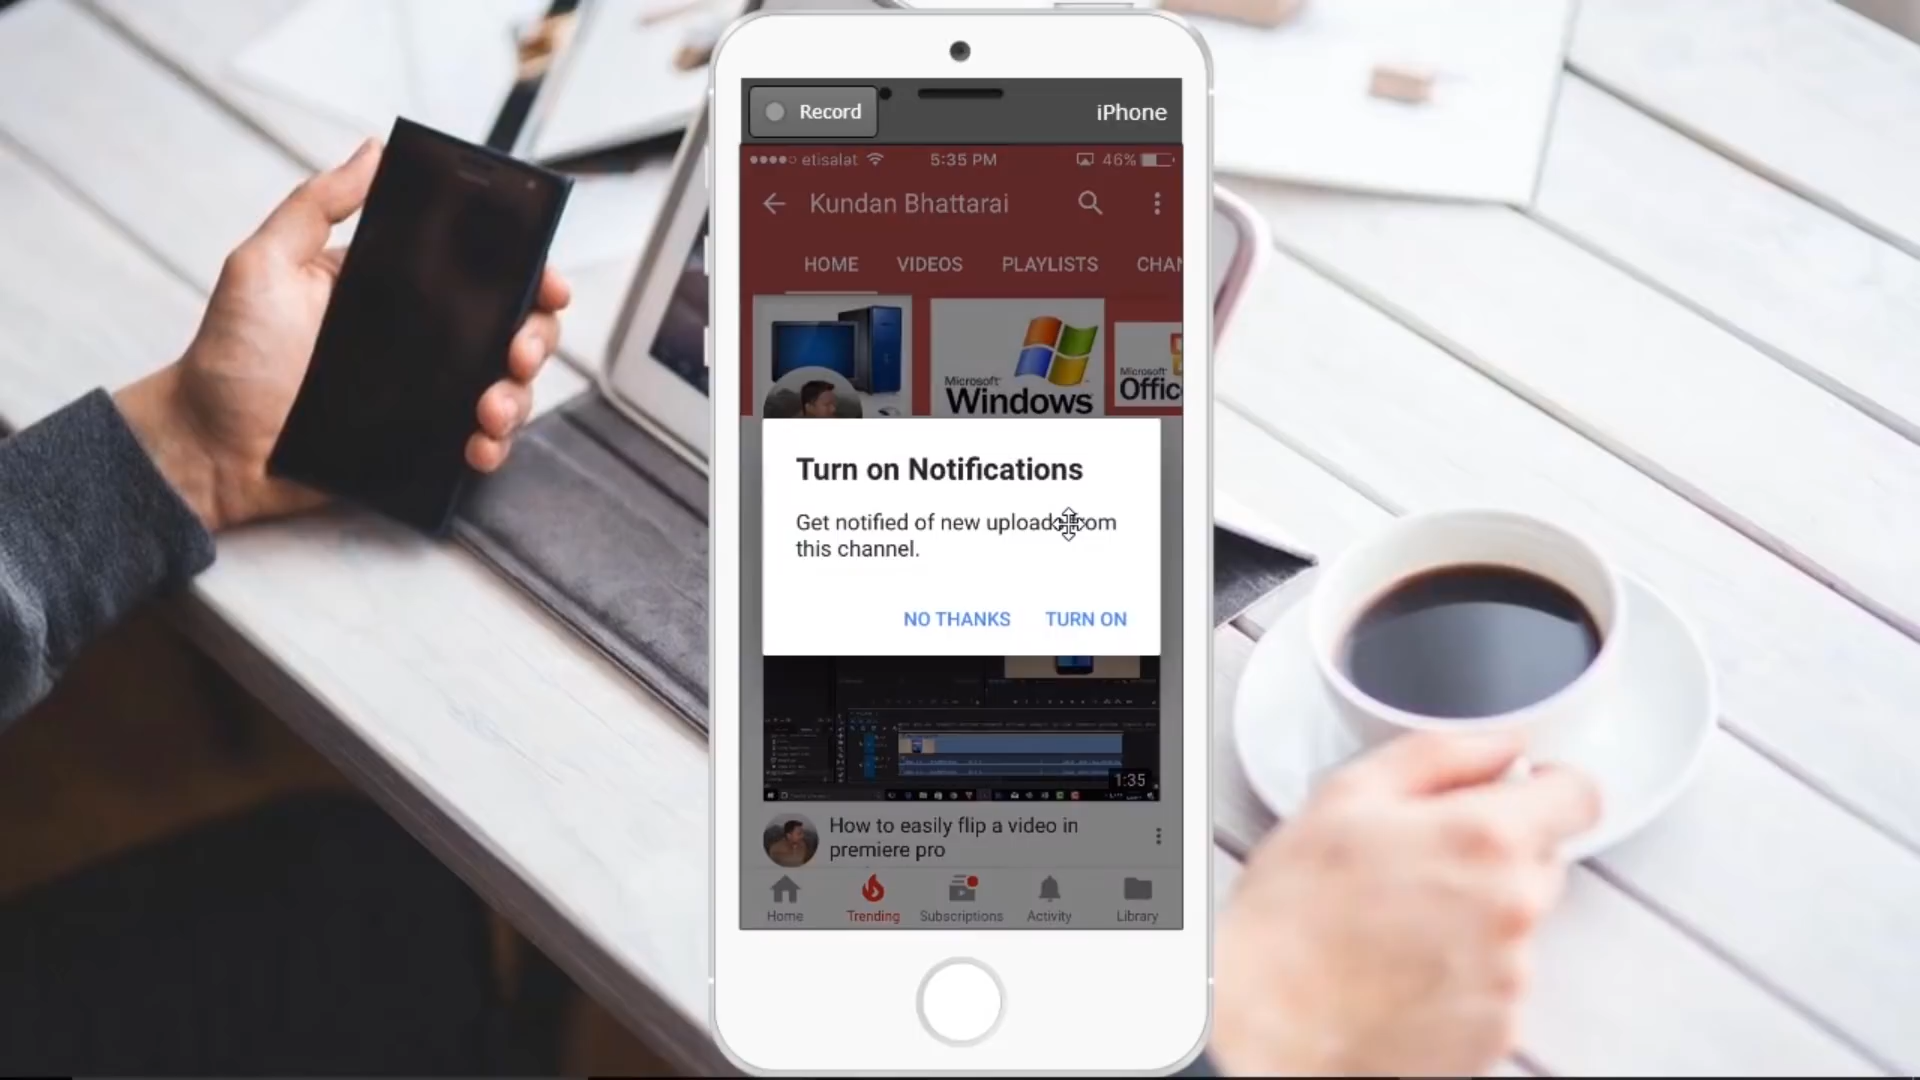 Record
iPhone
etisalat
5:35 PM
46%
Kundan Bhattarai
HOME
VIDEOS
PLAYLISTS
CHAN
Microsoft
Windows
Microsoft
Offic
Turn on Notifications
Get notified of new upload om
this channel.
NO THANKS
TURN ON
1:35
How to easily flip a video in
premiere pro
Home
Trending
Subscriptions
Activity
Library